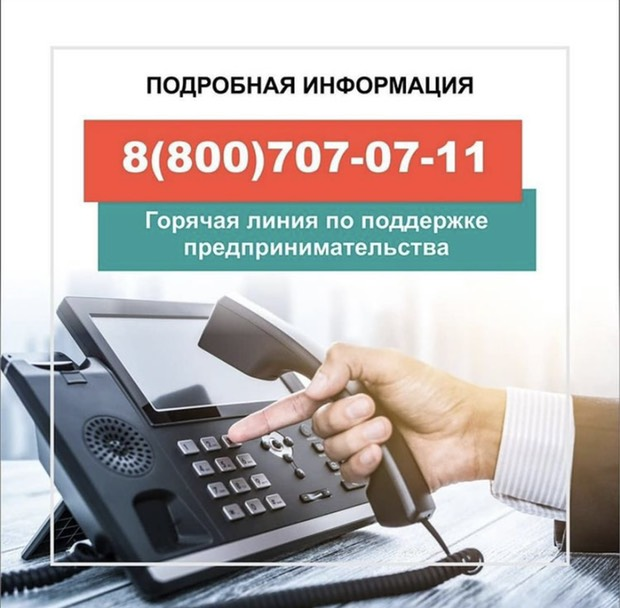 ПОДРОБНАЯ ИНФОРМАЦИЯ
8(800)707-07-11
Горячая линия по поддержке
предпринимательства